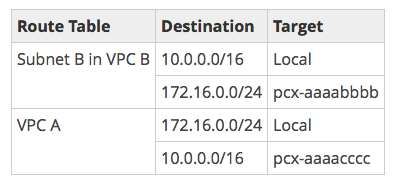 Route Table Destination Target
Subnet B in VPC B 10.0.0.0/16 Local
172.16.0.0/24 pcx-aaaabbbb
VPC A 172.16.0.0/24 Local
10.0.0.0/16 pcx-aaaacccc